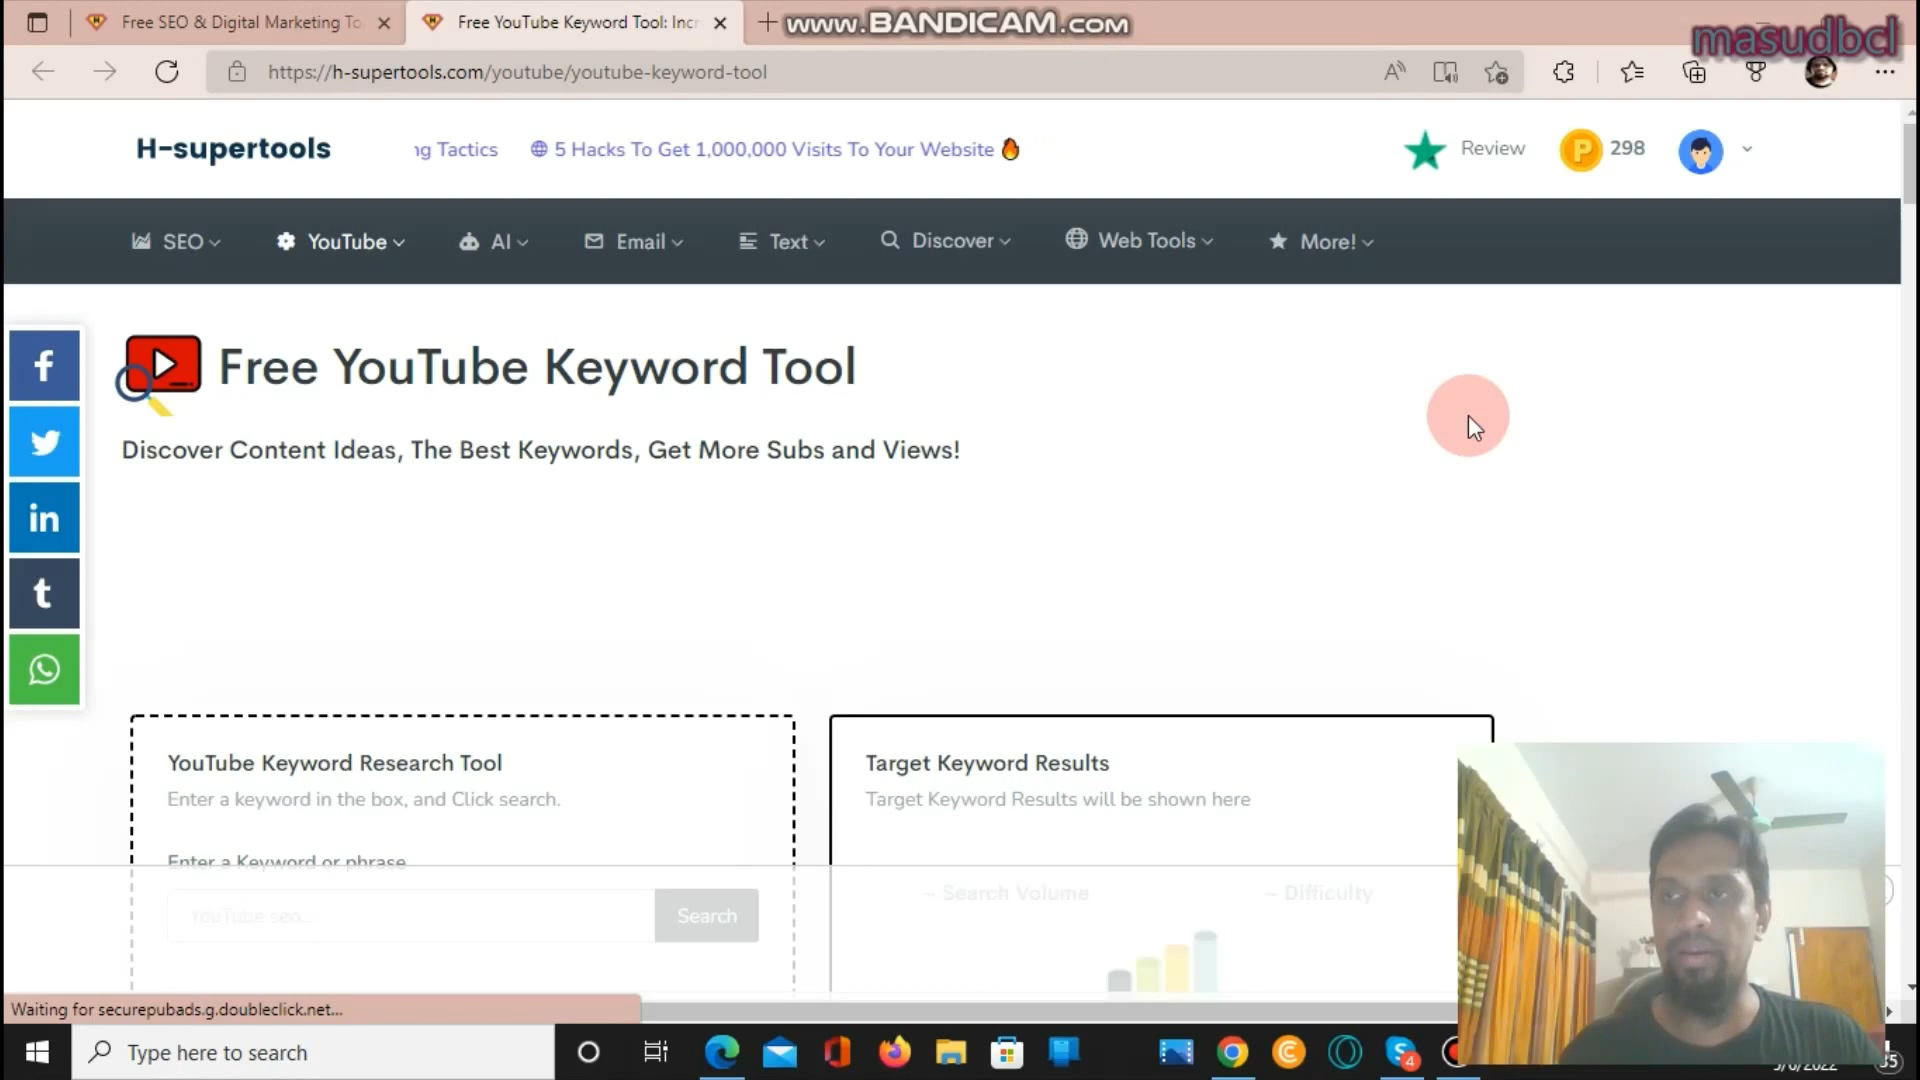 Free SEO & Digital Marketing To
Free YouTube Keyword Tool: Incr
www.BANDICAM.com
masudbcl
https://h-supertools.com/youtube/youtube-keyword-tool
H-supertools
ng Tactics
5 Hacks To Get 1,000,000 Visits To Your Website
Review
298
SEO
YouTube
AI
Email
Text
Discover
Web Tools
More!
Free YouTube Keyword Tool
Discover Content Ideas, The Best Keywords, Get More Subs and Views!
YouTube Keyword Research Tool
Enter a keyword in the box, and Click search.
Enter a Keyword or phrase
YouTube seo...
Search
Target Keyword Results
Target Keyword Results will be shown here
~ Search Volume
~ Difficulty
Waiting for securepubads.g.doubleclick.net...
Type here to search
4